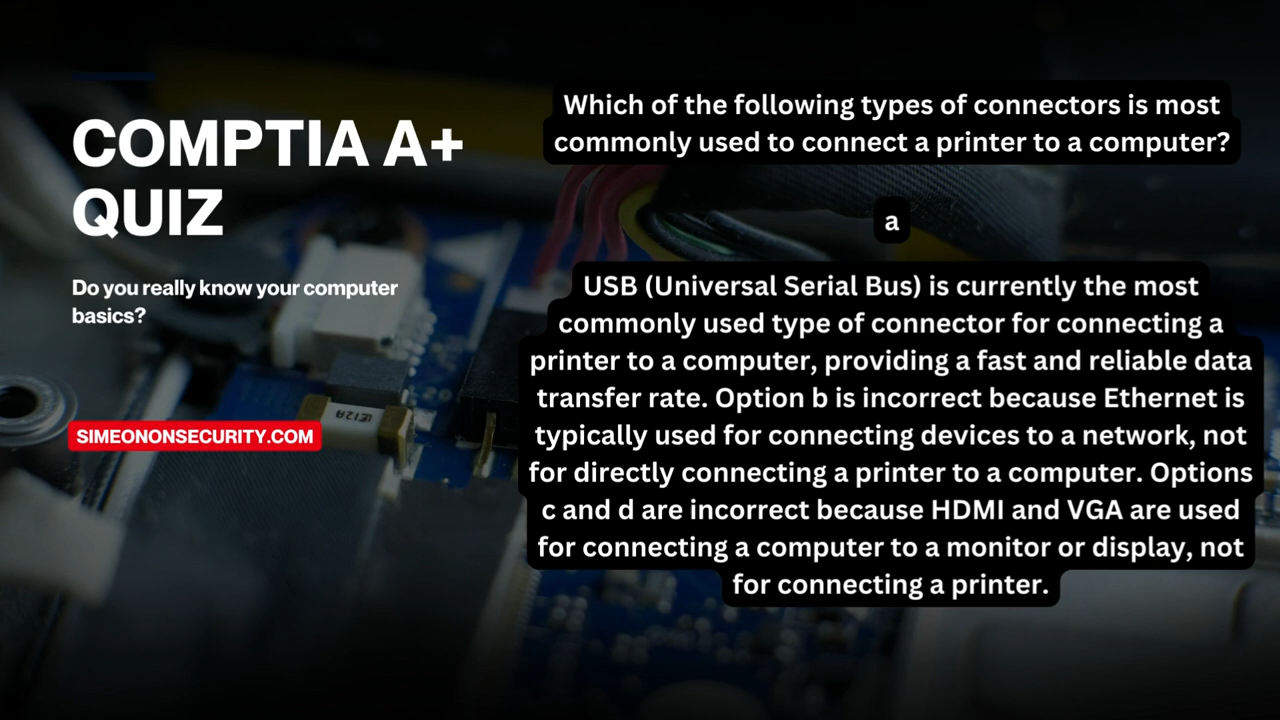 COMPTIA A+
QUIZ
Do you really know your computer
basics?
SIMEONONSECURITY.COM
Which of the following types of connectors is most
commonly used to connect a printer to a computer?
a
USB (Universal Serial Bus) is currently the most
commonly used type of connector for connecting a
printer to a computer, providing a fast and reliable data
transfer rate. Option b is incorrect because Ethernet is
typically used for connecting devices to a network, not
for directly connecting a printer to a computer. Options
c and d are incorrect because HDMI and VGA are used
for connecting a computer to a monitor or display, not
for connecting a printer.
UE12A